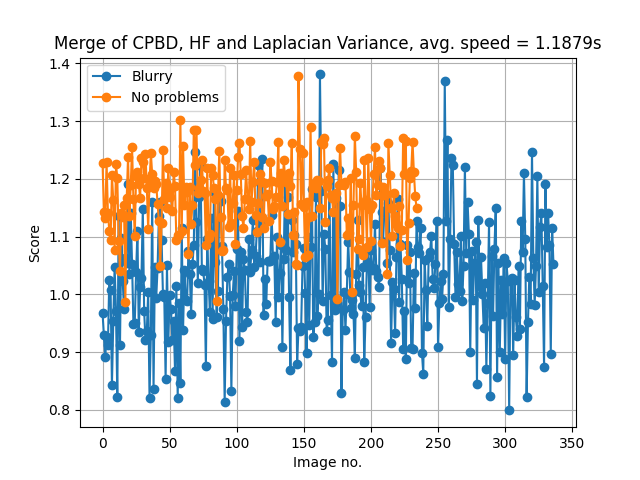 Merge of CPBD, HF and Laplacian Variance, avg. speed = 1.1879s
Blurry
No problems
1.4
1.3
1.2
1.1
1.0
0.9
0.8
Score
0 50 100 150 200 250 300 350
Image no.